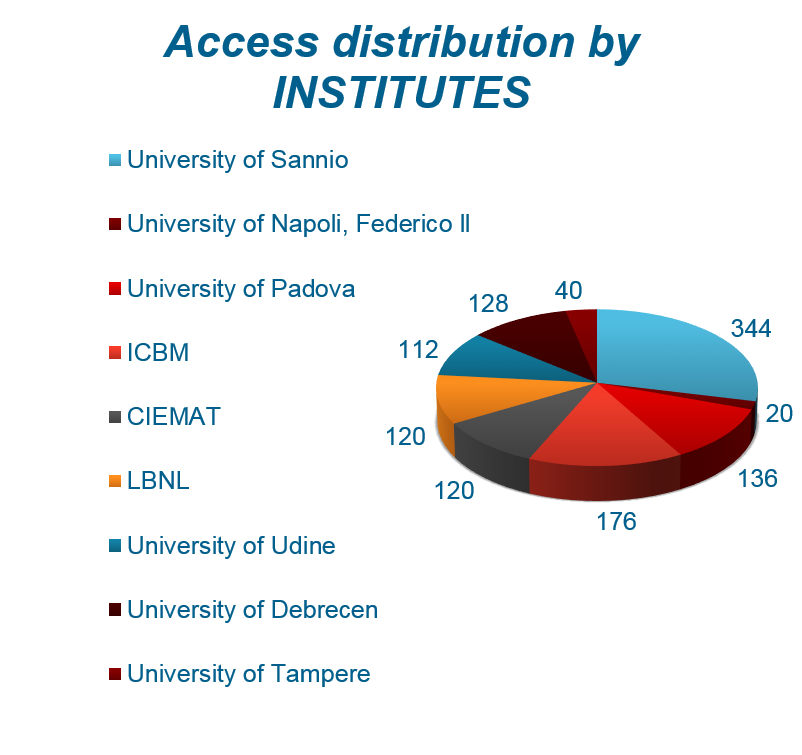 Access distribution by
INSTITUTES
University of Sannio
University of Napoli, Federico II
University of Padova
ICBM
CIEMAT
LBNL
University of Udine
University of Debrecen
University of Tampere
40
128
344
112
20
120
136
120
176